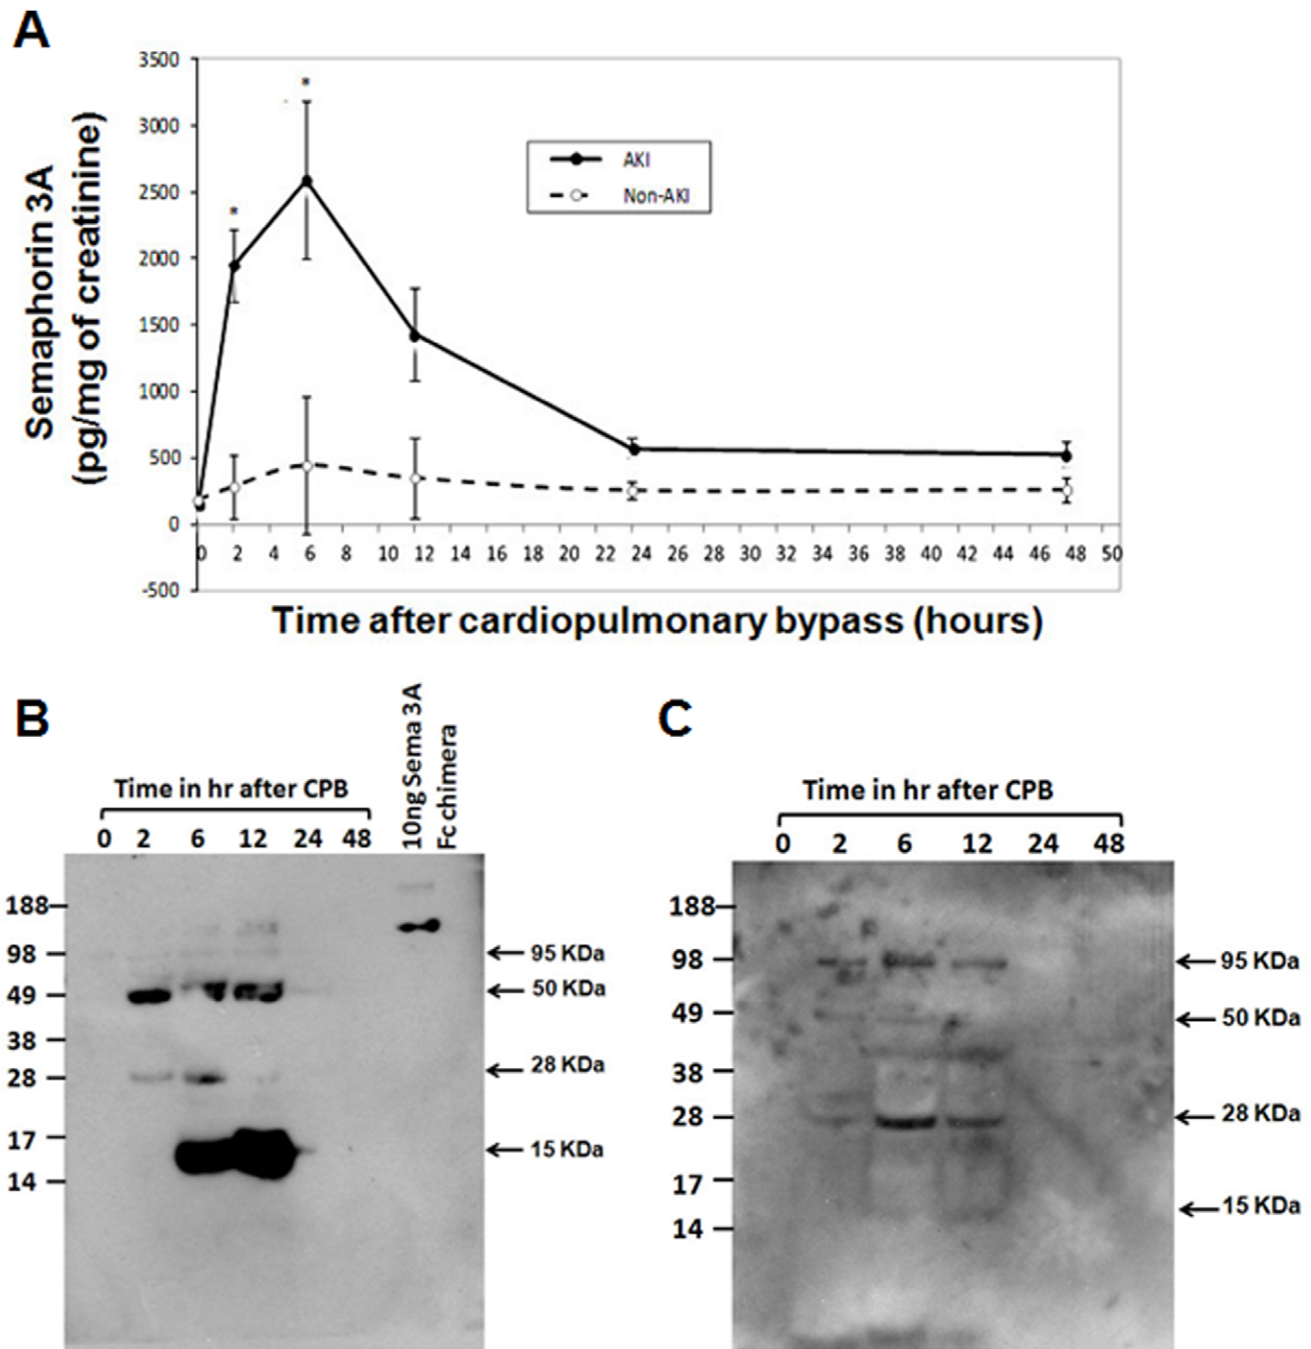 A
Semaphorin 3A
(pg/mg of creatinine)
3500
3000
2500
2000
1500
1000
500
0
-500
*
*
AKI
Non-AKI
0 2 4 6 8 10 12 14 16 18 20 22 24 26 28 30 32 34 36 38 40 42 44 46 48 50
Time after cardiopulmonary bypass (hours)
B
Time in hr after CPB
0 2 6 12 24 48
10ng Sema 3A
Fc chimera
188
98
49
38
28
17
14
95 KDa
50 KDa
28 KDa
15 KDa
C
Time in hr after CPB
0 2 6 12 24 48
188
98
49
38
28
17
14
95 KDa
50 KDa
28 KDa
15 KDa